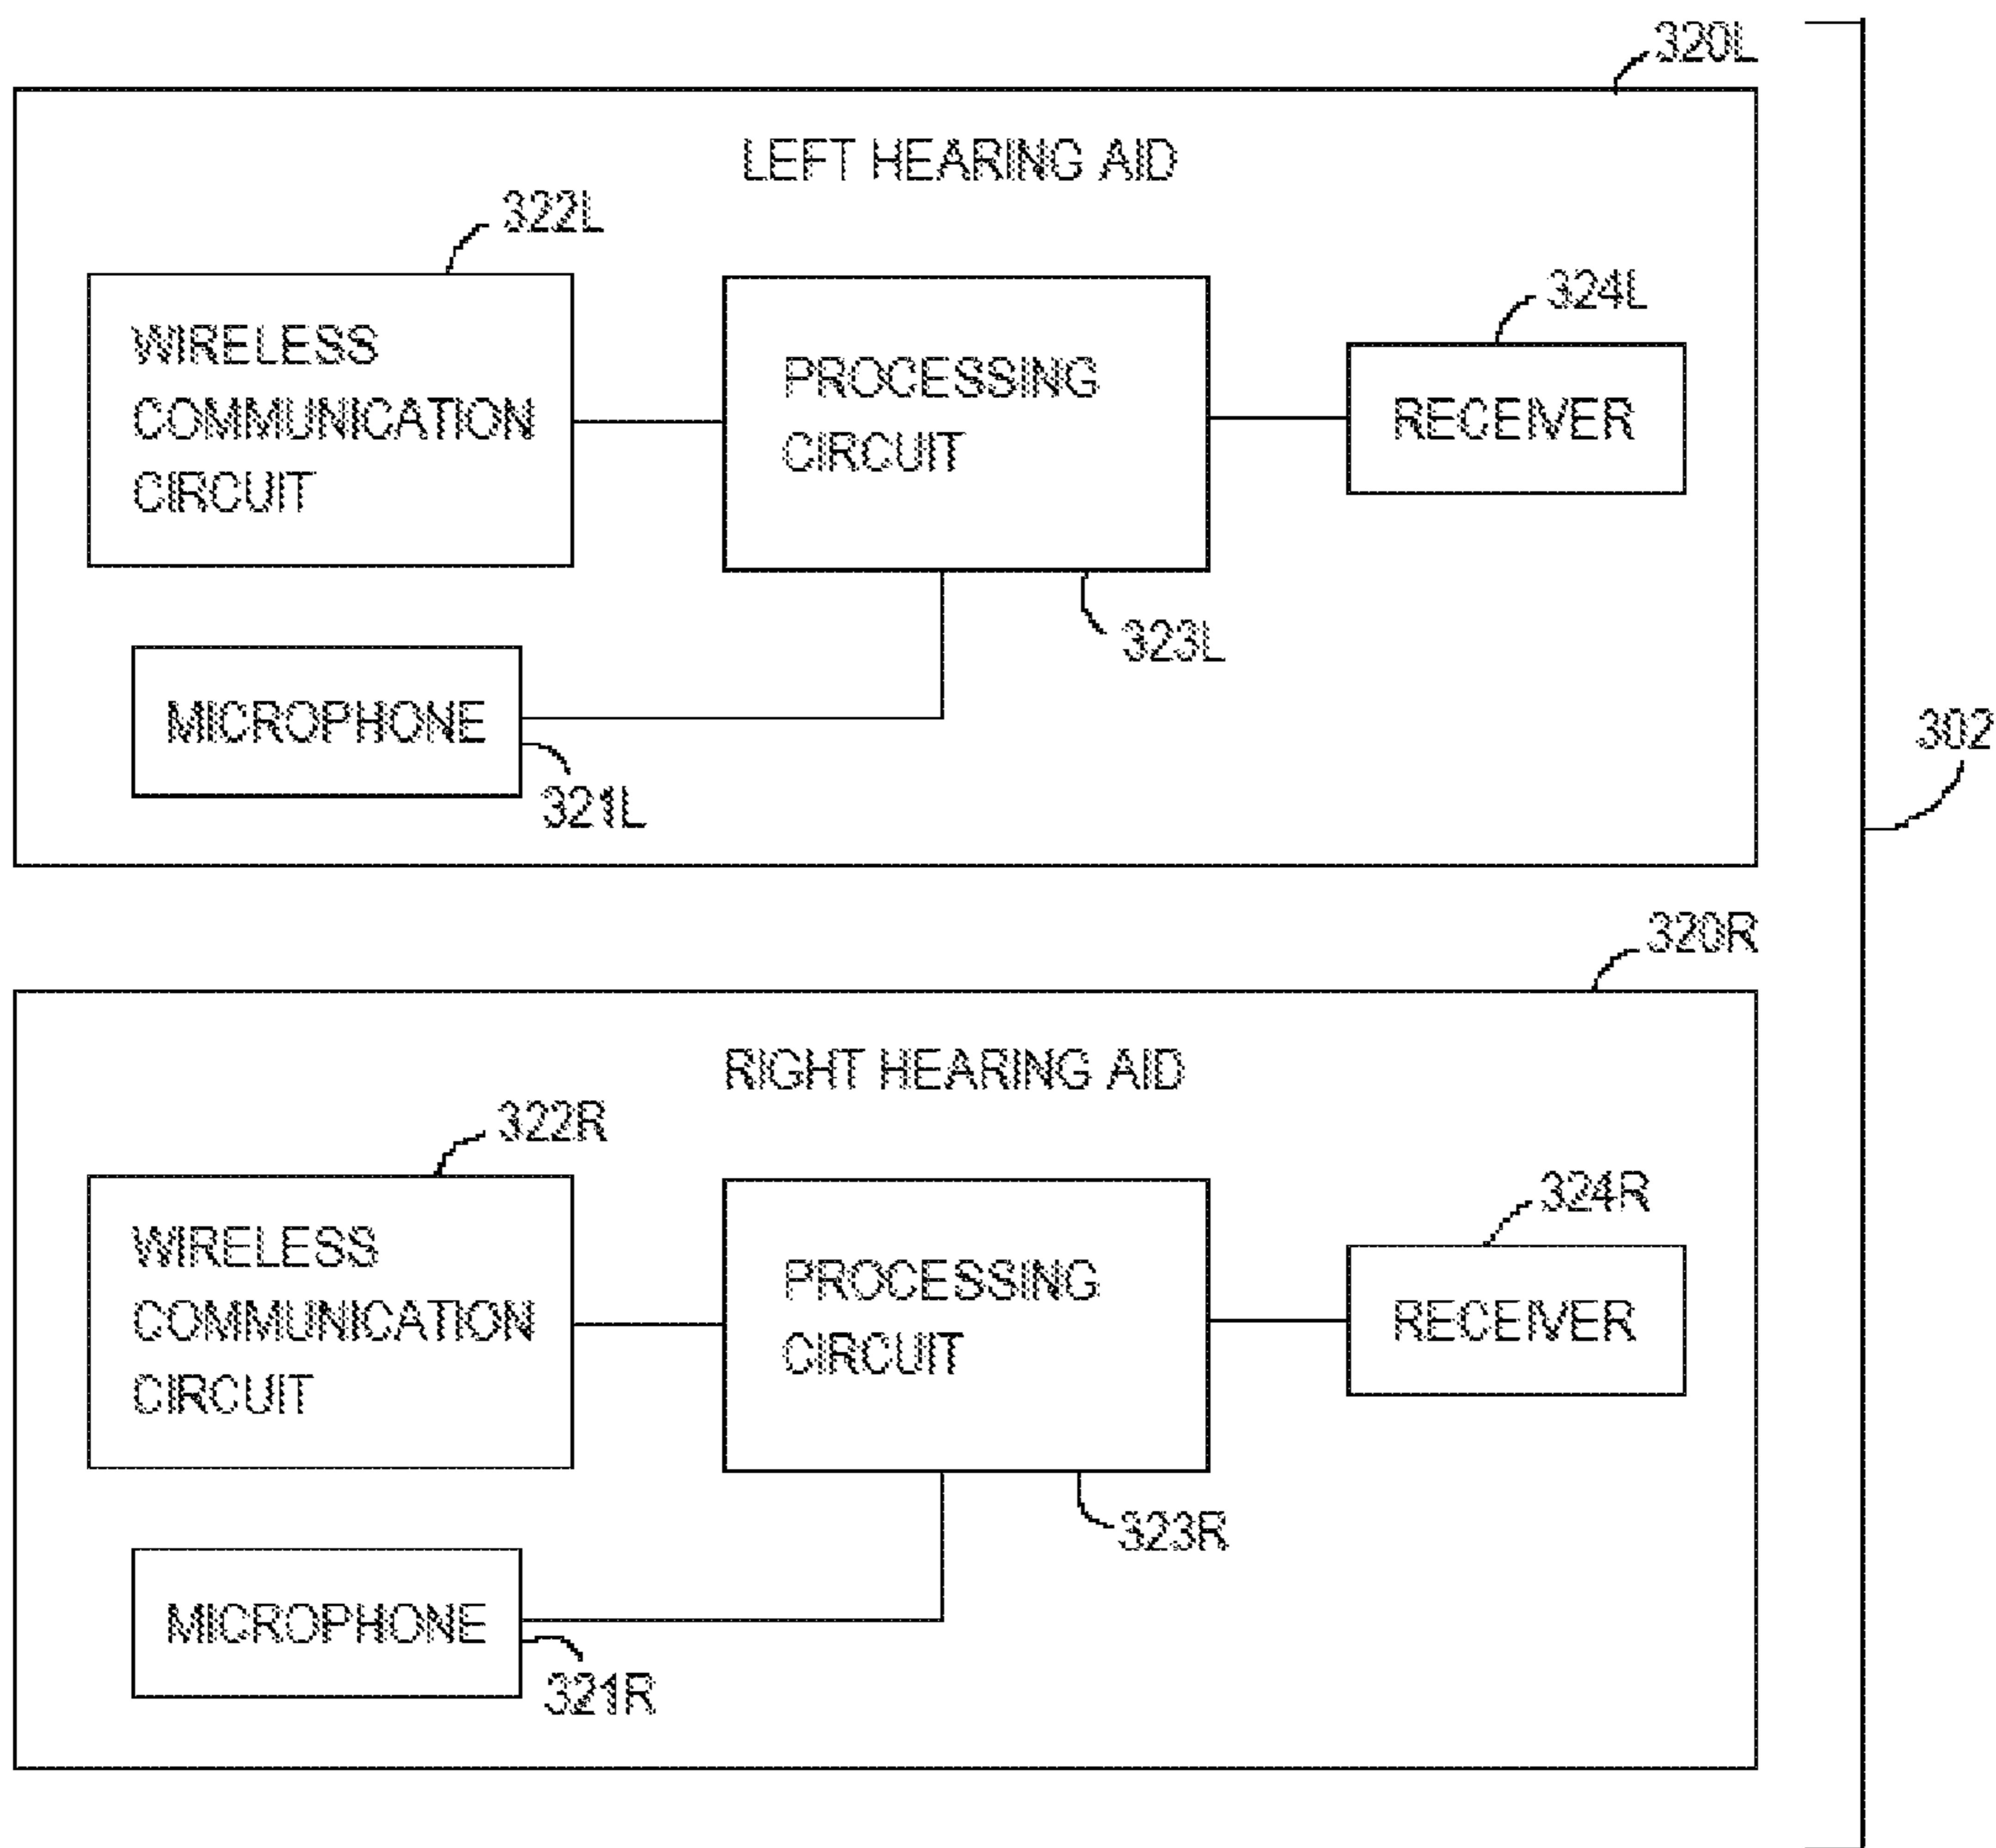 320L
LEFT HEARING AID
322L
WIRELESS
COMMUNICATION
CIRCUIT
PROCESSING
CIRCUIT
324L
RECEIVER
323L
MICROPHONE
321L
302
320R
RIGHT HEARING AID
322R
WIRELESS
COMMUNICATION
CIRCUIT
PROCESSING
CIRCUIT
324R
RECEIVER
323R
MICROPHONE
321R